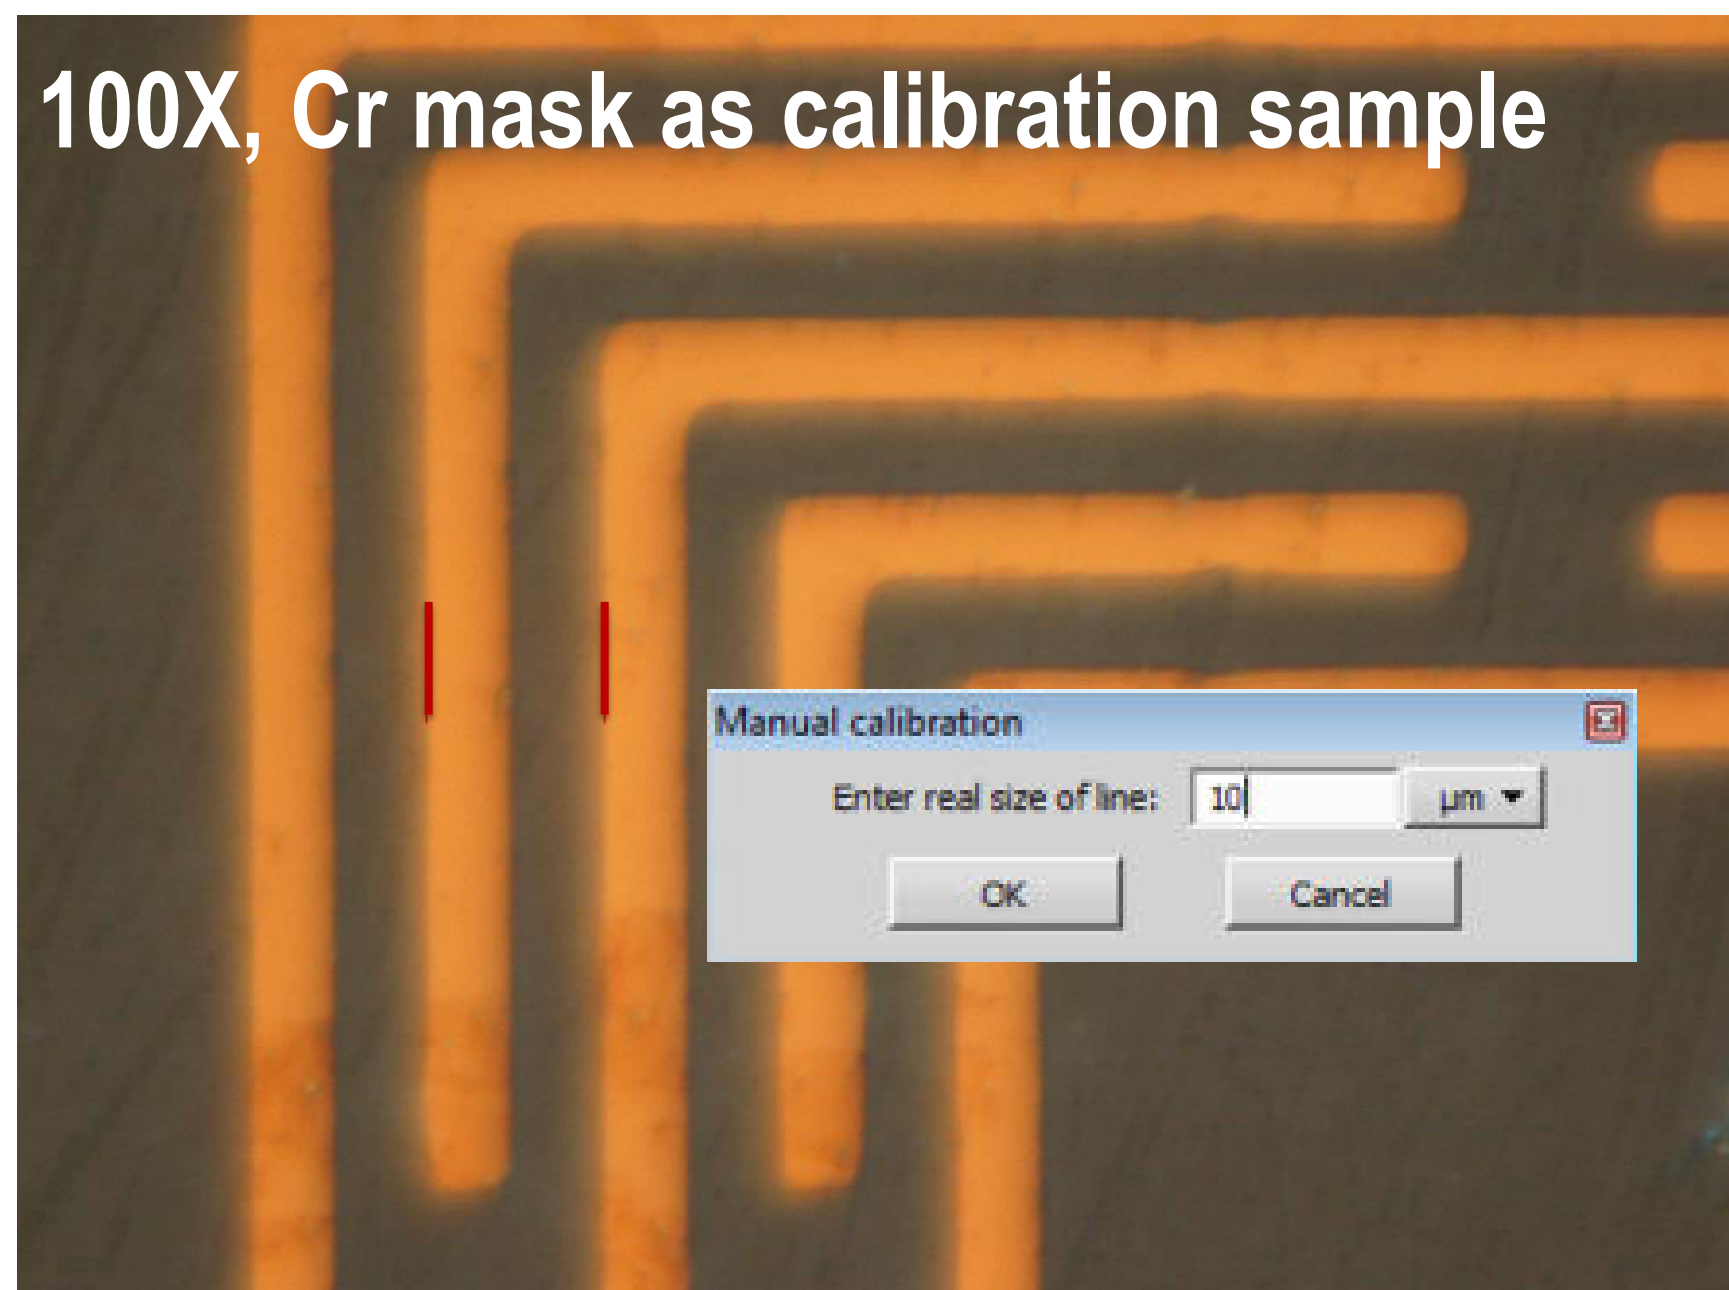 100X, Cr mask as calibration sample
Manual calibration
Enter real size of line: 10 µm
OK Cancel